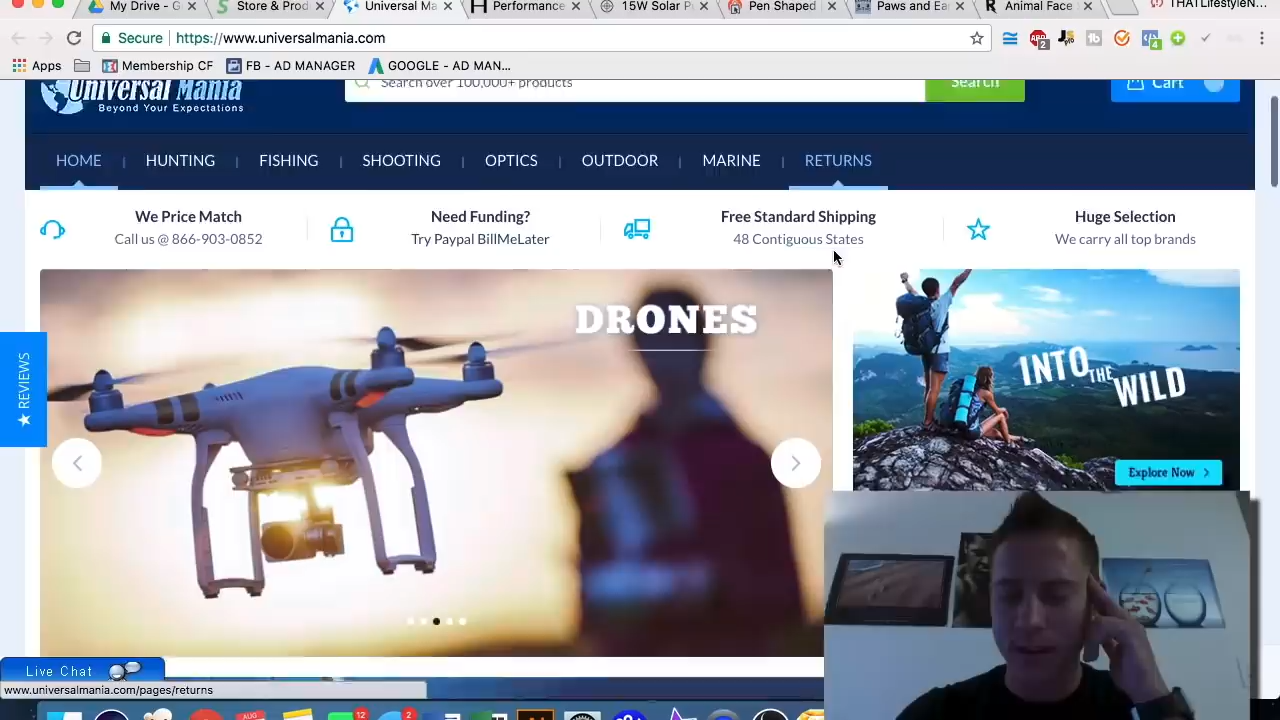 My Drive - G
Store & Prod
Universal Ma
Performance
15W Solar P
Pen Shaped
Paws and Ea
Animal Face
THATLifestyleN...
Secure
https://www.universalmania.com
Apps
Membership CF
FB - AD MANAGER
GOOGLE - AD MAN...
Universal Mania
Beyond Your Expectations
Search over 100,000+ products
Search
Cart
HOME
HUNTING
FISHING
SHOOTING
OPTICS
OUTDOOR
MARINE
RETURNS
We Price Match
Call us @ 866-903-0852
Need Funding?
Try Paypal BillMeLater
Free Standard Shipping
48 Contiguous States
Huge Selection
We carry all top brands
DRONES
INTO THE WILD
Explore Now
★ REVIEWS
Live Chat
www.universalmania.com/pages/returns
AUG
12
2